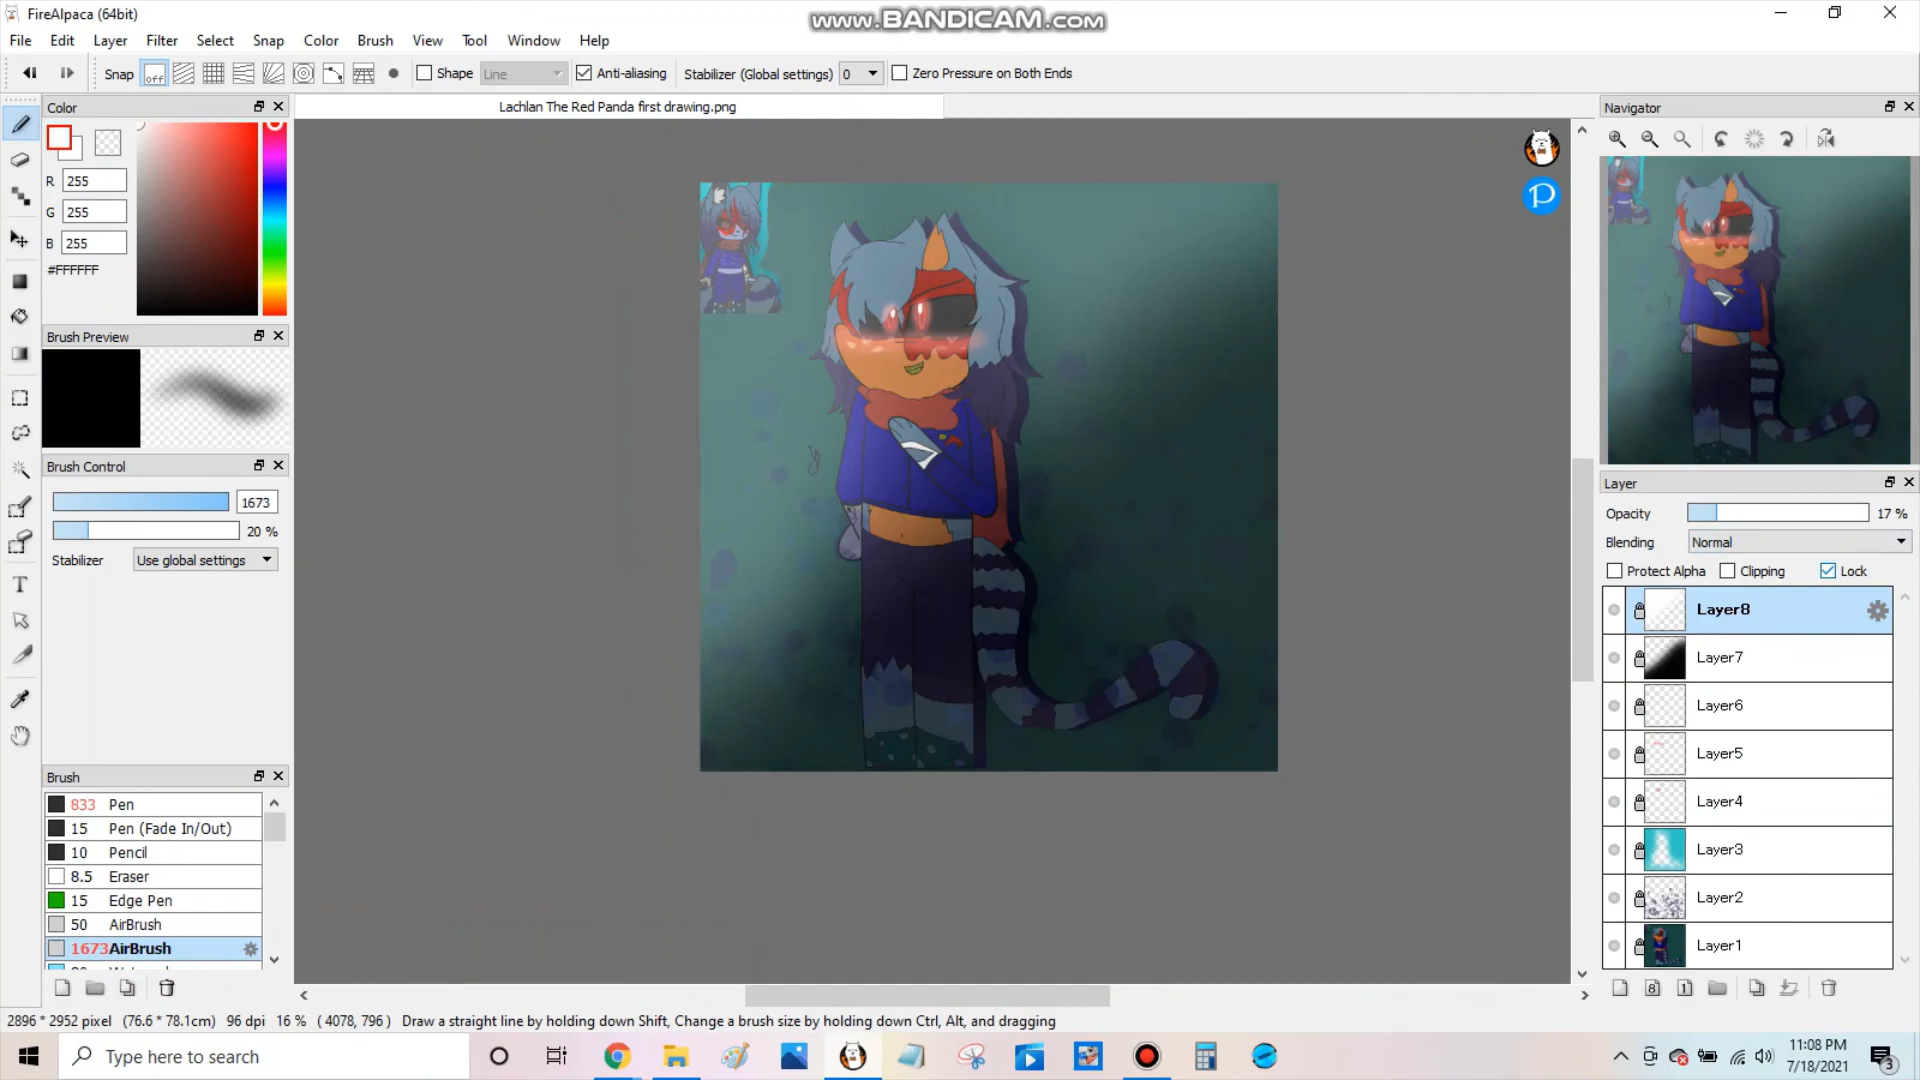 FireAlpaca (64bit)
www.BANDICAM.com
File Edit Layer Filter Select Snap Color Brush View Tool Window Help
Snap off Shape Line Anti-aliasing Stabilizer (Global settings) 0 Zero Pressure on Both Ends
Color
Lachlan The Red Panda first drawing.png
Navigator
R 255
G 255
B 255
#FFFFFF
Brush Preview
Brush Control
1673
20 %
Stabilizer Use global settings
Brush
833 Pen
15 Pen (Fade In/Out)
10 Pencil
8.5 Eraser
15 Edge Pen
50 AirBrush
1673 AirBrush
T
P
Layer
Opacity 17 %
Blending Normal
Protect Alpha Clipping Lock
Layer8
Layer7
Layer6
Layer5
Layer4
Layer3
Layer2
Layer1
8 1
2896 * 2952 pixel (76.6 * 78.1cm) 96 dpi 16 % ( 4078, 796 ) Draw a straight line by holding down Shift, Change a brush size by holding down Ctrl, Alt, and dragging
Type here to search
11:08 PM
7/18/2021
3